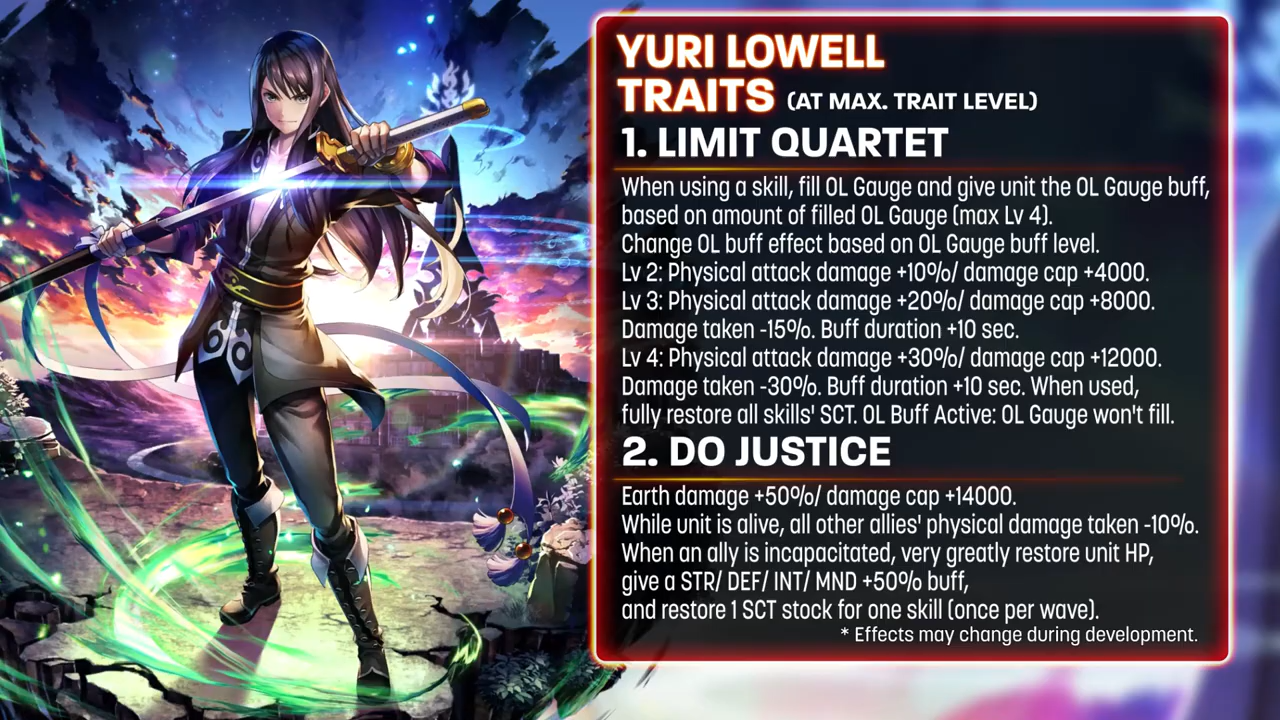 YURI LOWELL
TRAITS (AT MAX. TRAIT LEVEL)
1. LIMIT QUARTET
When using a skill, fill OL Gauge and give unit the OL Gauge buff,
based on amount of filled OL Gauge (max Lv 4).
Change OL buff effect based on OL Gauge buff level.
Lv 2: Physical attack damage +10%/ damage cap +4000.
Lv 3: Physical attack damage +20%/ damage cap +8000.
Damage taken -15%. Buff duration +10 sec.
Lv 4: Physical attack damage +30%/ damage cap +12000.
Damage taken -30%. Buff duration +10 sec. When used,
fully restore all skills' SCT. OL Buff Active: OL Gauge won't fill.
2. DO JUSTICE
Earth damage +50%/ damage cap +14000.
While unit is alive, all other allies' physical damage taken -10%.
When an ally is incapacitated, very greatly restore unit HP,
give a STR/ DEF/ INT/ MND +50% buff,
and restore 1 SCT stock for one skill (once per wave).
* Effects may change during development.